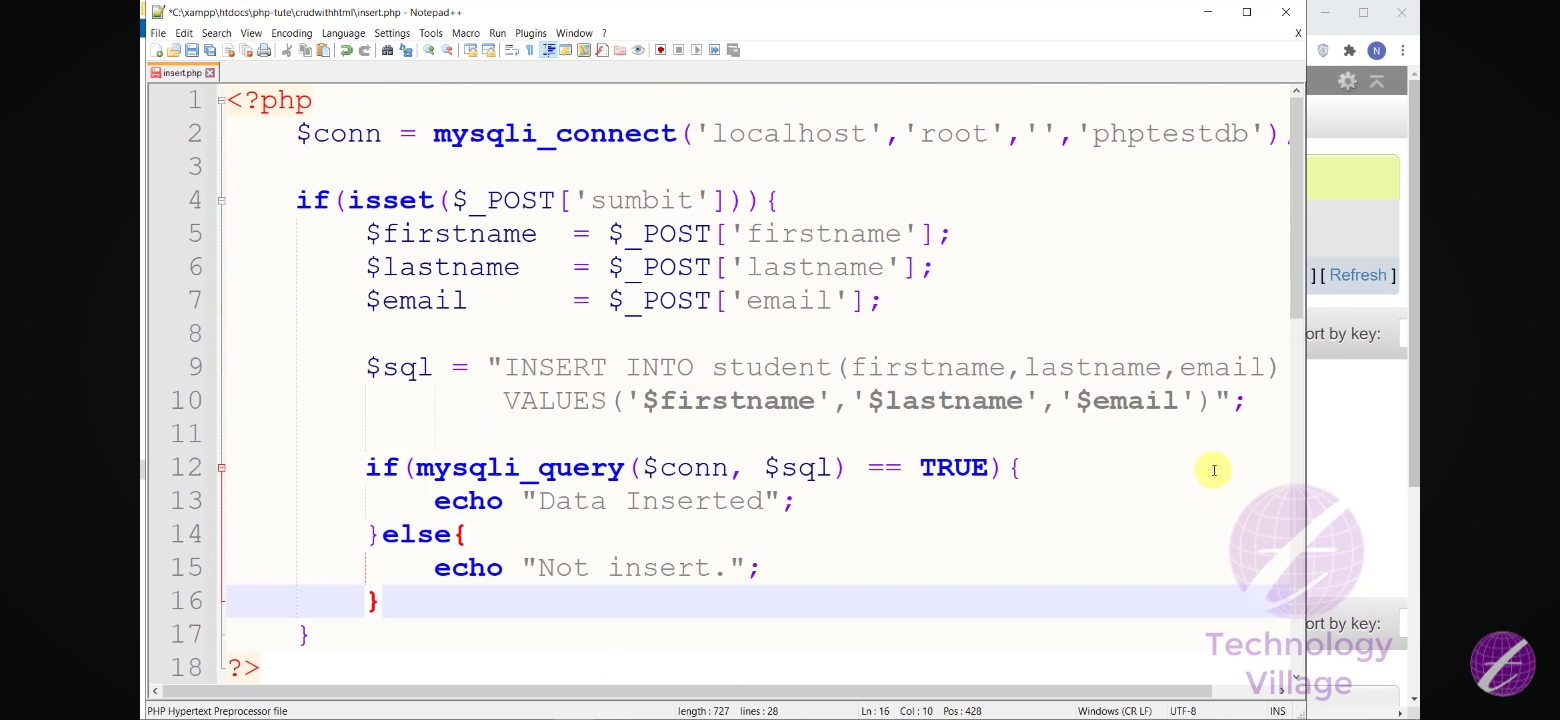 *C:\xampp\htdocs\php-tute\crudwithhtml\insert.php - Notepad++
File Edit Search View Encoding Language Settings Tools Macro Run Plugins Window ? X
insert.php
N
1 <?php
2 $conn = mysqli_connect('localhost','root','','phptestdb');
3
4 if(isset($_POST['sumbit'])){
5 $firstname = $_POST['firstname'];
6 $lastname = $_POST['lastname'];
7 $email = $_POST['email'];
8
9 $sql = "INSERT INTO student(firstname,lastname,email)
10 VALUES('$firstname','$lastname','$email')";
11
12 if(mysqli_query($conn, $sql) == TRUE){
13 echo "Data Inserted";
14 }else{
15 echo "Not insert.";
16 }
17 }
18 ?>
] [ Refresh ]
ort by key:
ort by key:
Technology
Village
PHP Hypertext Preprocessor file length : 727 lines : 28 Ln : 16 Col : 10 Pos : 428 Windows (CR LF) UTF-8 INS